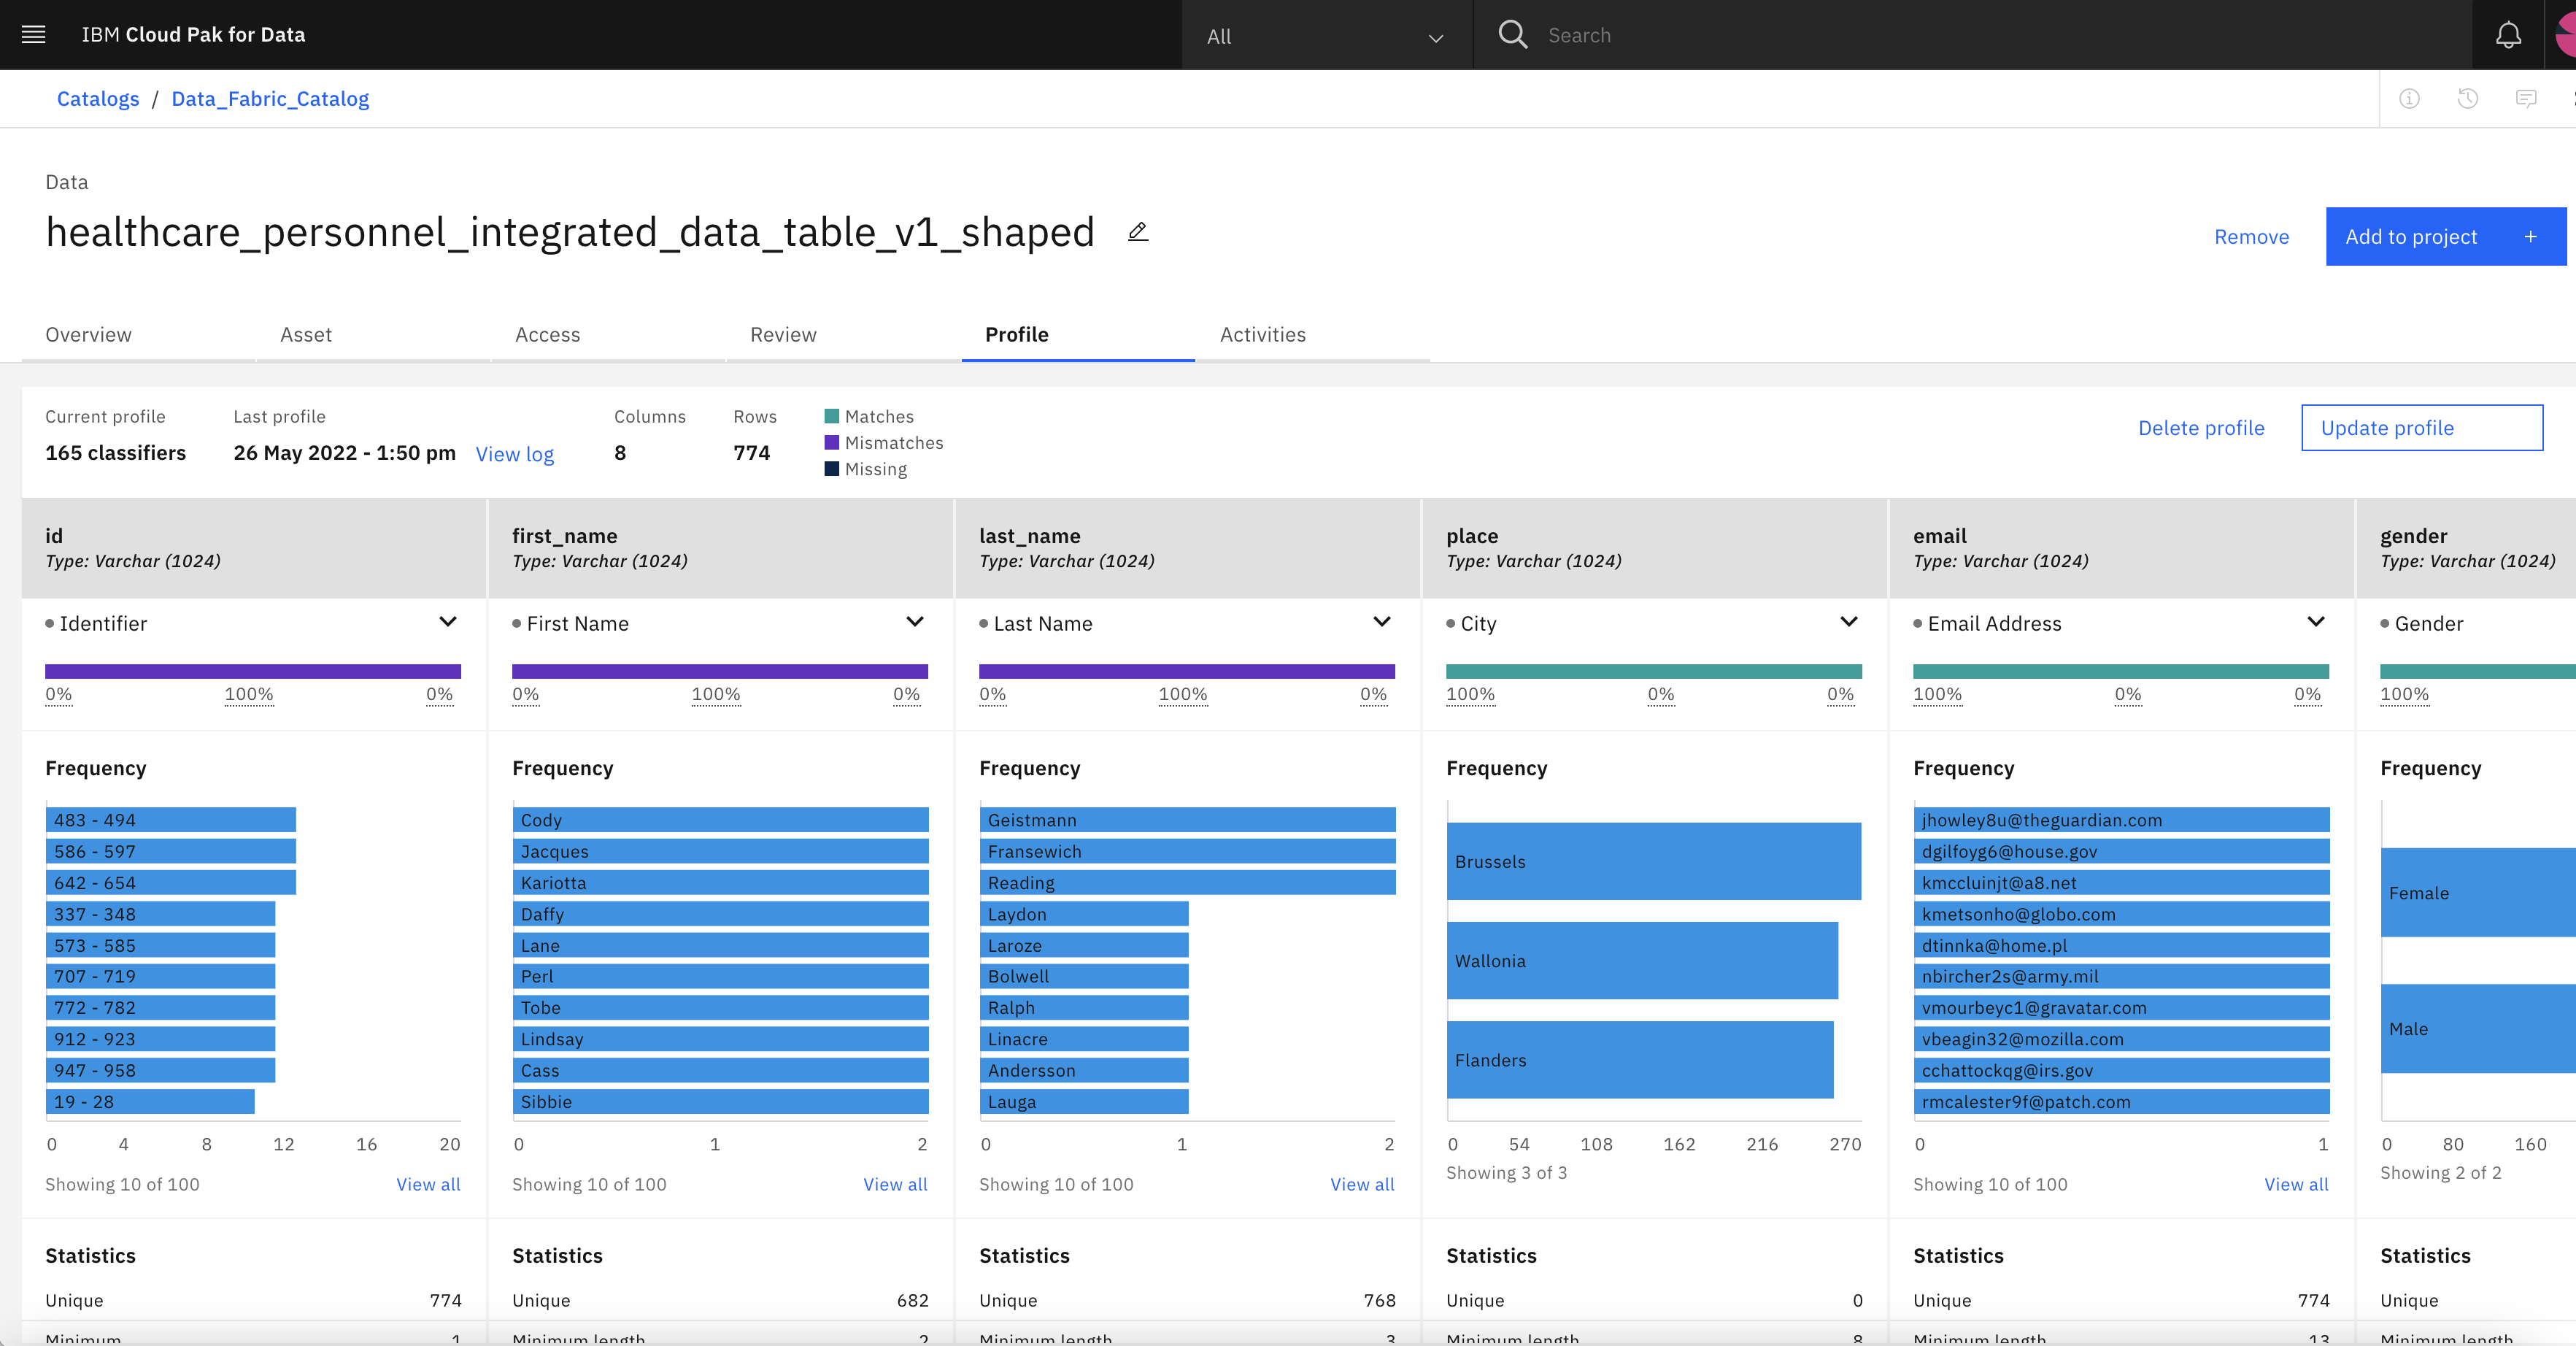 IBM Cloud Pak for Data
All
Search
Catalogs / Data_Fabric_Catalog
Data
healthcare_personnel_integrated_data_table_v1_shaped
Remove
Add to project +
Overview Asset Access Review Profile Activities
Current profile
165 classifiers
Last profile
26 May 2022 - 1:50 pm View log
Columns
8
Rows
774
Matches
Mismatches
Missing
Delete profile
Update profile
id
Type: Varchar (1024)
Identifier
0% 100% 0%
Frequency
483 - 494
586 - 597
642 - 654
337 - 348
573 - 585
707 - 719
772 - 782
912 - 923
947 - 958
19 - 28
0 4 8 12 16 20
Showing 10 of 100 View all
Statistics
Unique 774
Minimum 1
first_name
Type: Varchar (1024)
First Name
0% 100% 0%
Frequency
Cody
Jacques
Kariotta
Daffy
Lane
Perl
Tobe
Lindsay
Cass
Sibbie
0 1 2
Showing 10 of 100 View all
Statistics
Unique 682
Minimum length 2
last_name
Type: Varchar (1024)
Last Name
0% 100% 0%
Frequency
Geistmann
Fransewich
Reading
Laydon
Laroze
Bolwell
Ralph
Linacre
Andersson
Lauga
0 1 2
Showing 10 of 100 View all
Statistics
Unique 768
Minimum length 3
place
Type: Varchar (1024)
City
100% 0% 0%
Frequency
Brussels
Wallonia
Flanders
0 54 108 162 216 270
Showing 3 of 3
Statistics
Unique 0
Minimum length 8
email
Type: Varchar (1024)
Email Address
100% 0% 0%
Frequency
jhowley8u@theguardian.com
dgilfoyg6@house.gov
kmccluinjt@a8.net
kmetsonho@globo.com
dtinnka@home.pl
nbircher2s@army.mil
vmourbeyc1@gravatar.com
vbeagin32@mozilla.com
cchattockqg@irs.gov
rmcalester9f@patch.com
0 1
Showing 10 of 100 View all
Statistics
Unique 774
Minimum length 13
gender
Type: Varchar (1024)
Gender
100%
Frequency
Female
Male
0 80 160
Showing 2 of 2
Statistics
Unique
Minimum length